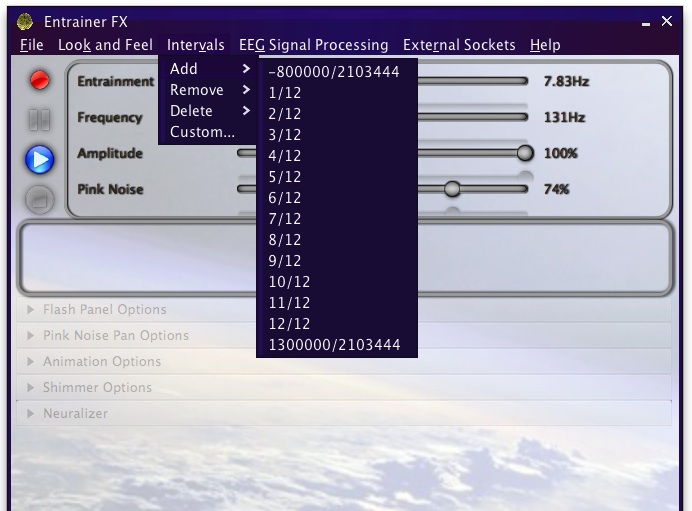 Entrainer FX
File Look and Feel Intervals EEG Signal Processing External Sockets Help
Add
Remove
Delete
Custom...
-800000/2103444
1/12
2/12
3/12
4/12
5/12
6/12
7/12
8/12
9/12
10/12
11/12
12/12
1300000/2103444
Entrainment 7.83Hz
Frequency 131Hz
Amplitude 100%
Pink Noise 74%
Flash Panel Options
Pink Noise Pan Options
Animation Options
Shimmer Options
Neuralizer